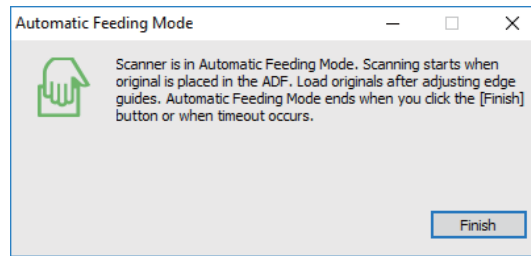 Automatic Feeding Mode
Scanner is in Automatic Feeding Mode. Scanning starts when
original is placed in the ADF. Load originals after adjusting edge
guides. Automatic Feeding Mode ends when you click the [Finish]
button or when timeout occurs.
Finish